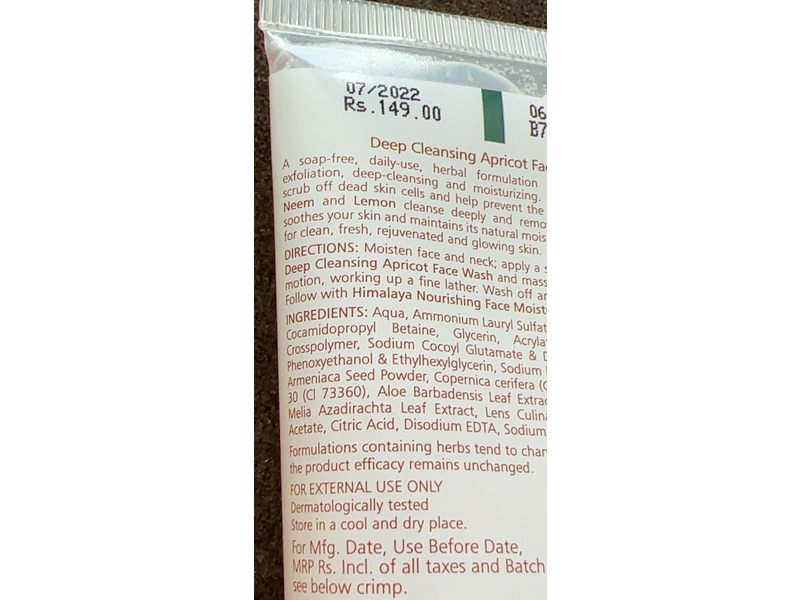 07/2022
Rs.149.00
06
B7
Deep Cleansing Apricot Fa
A soap-free, daily-use, herbal formulation
exfoliation, deep-cleansing and moisturizing.
scrub off dead skin cells and help prevent the
Neem and Lemon cleanse deeply and remo
soothes your skin and maintains its natural mois
for clean, fresh, rejuvenated and glowing skin.
DIRECTIONS: Moisten face and neck; apply a s
Deep Cleansing Apricot Face Wash and mass
motion, working up a fine lather. Wash off an
Follow with Himalaya Nourishing Face Moist
INGREDIENTS: Aqua, Ammonium Lauryl Sulfat
Cocamidopropyl Betaine, Glycerin, Acryla
Crosspolymer, Sodium Cocoyl Glutamate & D
Phenoxyethanol & Ethylhexylglycerin, Sodium
Armeniaca Seed Powder, Copernica cerifera (C
30 (CI 73360), Aloe Barbadensis Leaf Extra
Melia Azadirachta Leaf Extract, Lens Culina
Acetate, Citric Acid, Disodium EDTA, Sodium
Formulations containing herbs tend to chan
the product efficacy remains unchanged.
FOR EXTERNAL USE ONLY
Dermatologically tested
Store in a cool and dry place.
For Mfg. Date, Use Before Date,
MRP Rs. Incl. of all taxes and Batch
see below crimp.